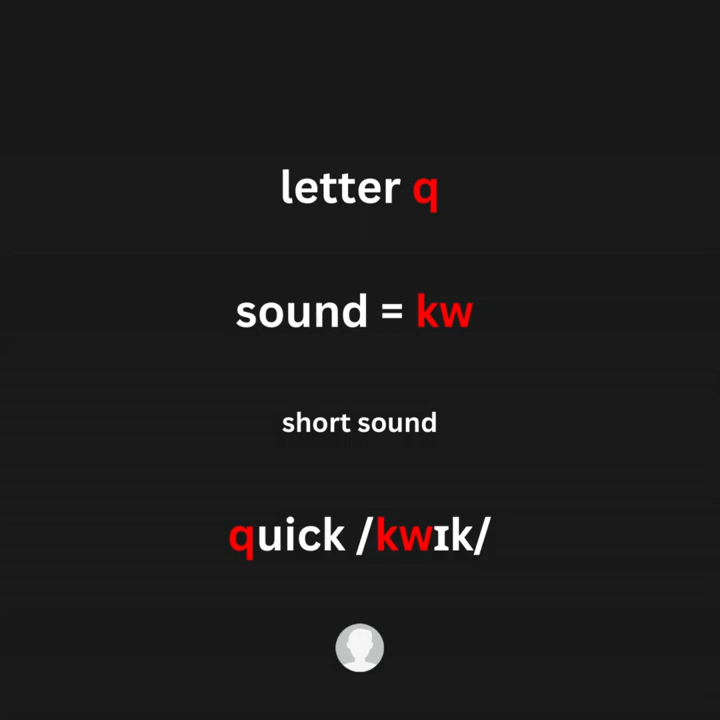 letter q
sound = kw
short sound
quick /kwɪk/